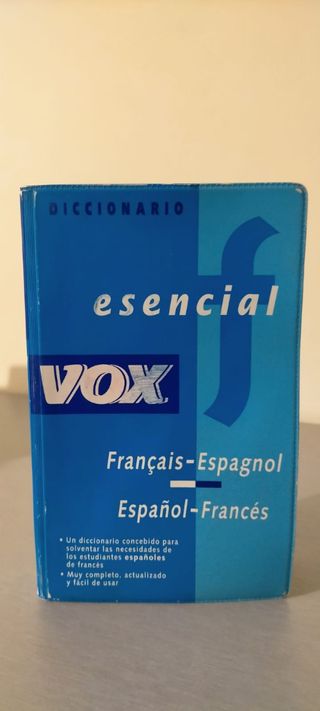 DICCIONARIO
esencial
f
VOX
Français-Espagnol
Español-Francés
• Un diccionario concebido para
solventar las necesidades de
los estudiantes españoles
de francés
• Muy completo, actualizado
y fácil de usar